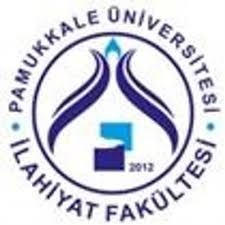 PAMUKKALE ÜNİVERSİTESİ
2012
İLAHİYAT FAKÜLTESİ